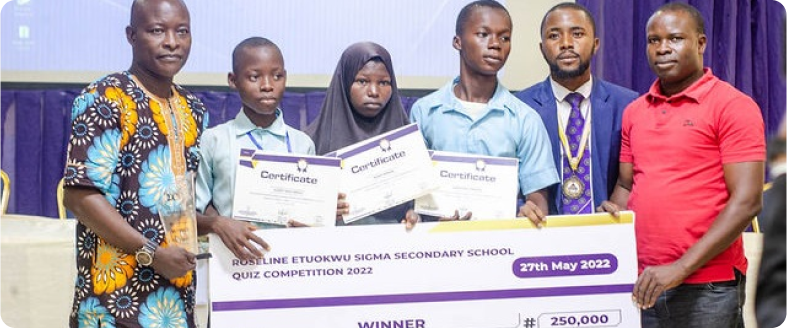 Certificate
Certificate
Certificate
ROSELINE ETUOKWU SIGMA SECONDARY SCHOOL
QUIZ COMPETITION 2022
27th May 2022
WINNER
# 250,000